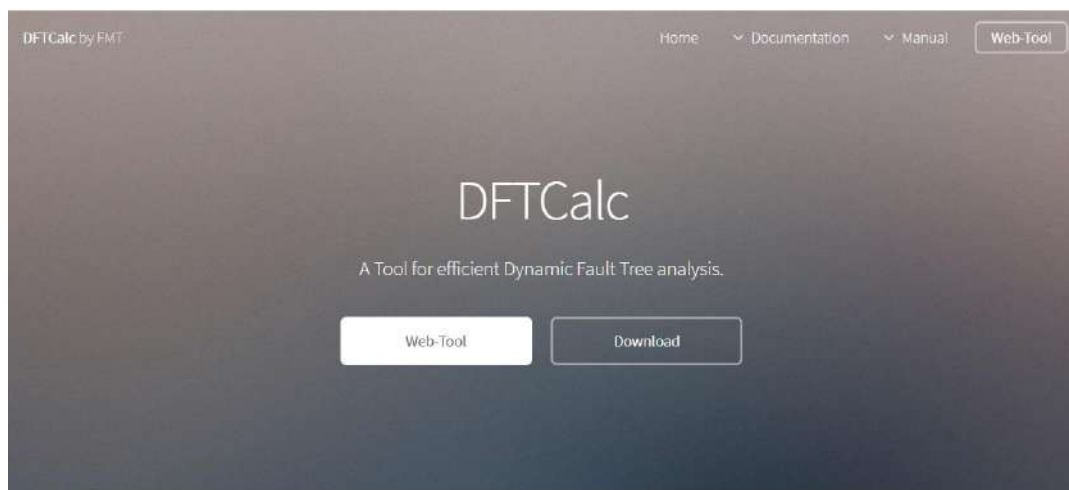 DFTCalc by FMT Home Documentation Manual Web-Tool
DFTCalc
A Tool for efficient Dynamic Fault Tree analysis.
Web-Tool Download